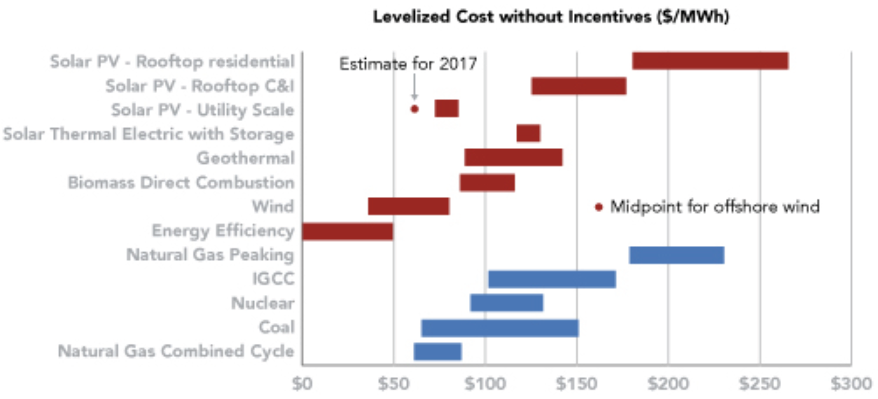 Levelized Cost without Incentives ($/MWh)
Solar PV - Rooftop residential
Estimate for 2017
Solar PV - Rooftop C&I
Solar PV - Utility Scale
Solar Thermal Electric with Storage
Geothermal
Biomass Direct Combustion
Wind
Midpoint for offshore wind
Energy Efficiency
Natural Gas Peaking
IGCC
Nuclear
Coal
Natural Gas Combined Cycle
$0 $50 $100 $150 $200 $250 $300